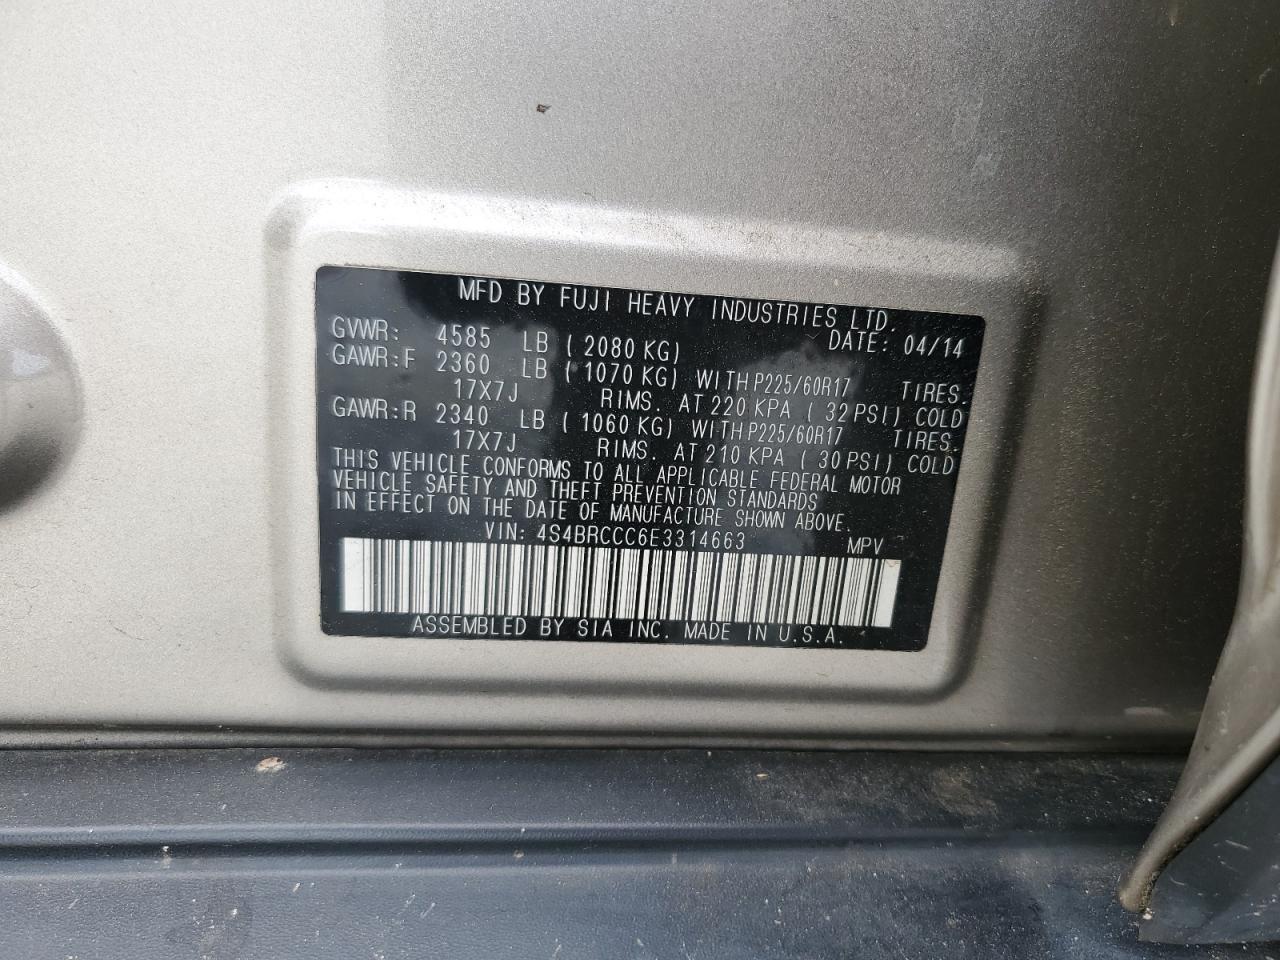 MFD BY FUJI HEAVY INDUSTRIES LTD.
DATE: 04/14
GVWR: 4585 LB ( 2080 KG)
GAWR:F 2360 LB ( 1070 KG) WITH P225/60R17 TIRES.
17X7J RIMS. AT 220 KPA ( 32 PSI) COLD
GAWR:R 2340 LB ( 1060 KG) WITH P225/60R17 TIRES.
17X7J RIMS. AT 210 KPA ( 30 PSI) COLD
THIS VEHICLE CONFORMS TO ALL APPLICABLE FEDERAL MOTOR
VEHICLE SAFETY AND THEFT PREVENTION STANDARDS
IN EFFECT ON THE DATE OF MANUFACTURE SHOWN ABOVE.
VIN: 4S4BRCCC6E3314663 MPV
ASSEMBLED BY SIA INC. MADE IN U.S.A.